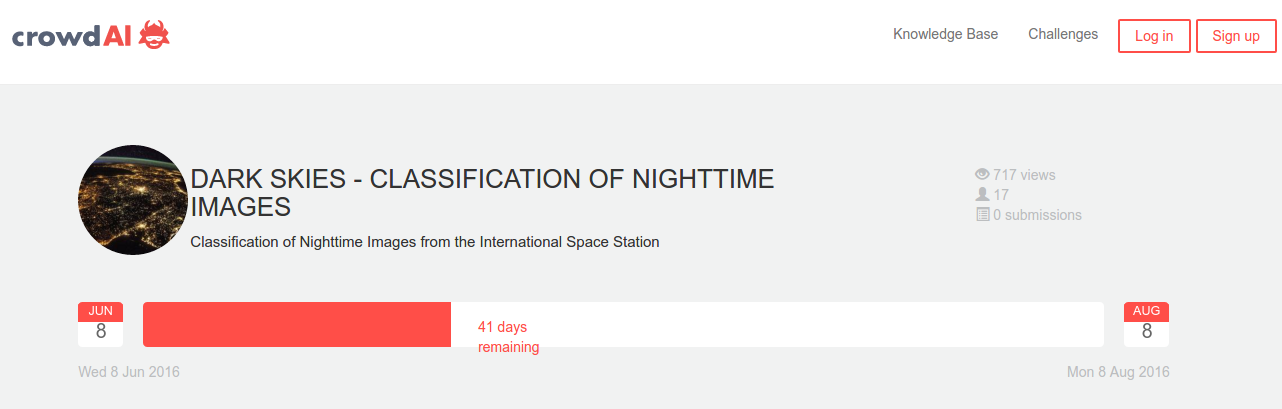 crowdAI
Knowledge Base
Challenges
Log in
Sign up
DARK SKIES - CLASSIFICATION OF NIGHTTIME
IMAGES
Classification of Nighttime Images from the International Space Station
717 views
17
0 submissions
JUN
8
41 days
remaining
AUG
8
Wed 8 Jun 2016
Mon 8 Aug 2016